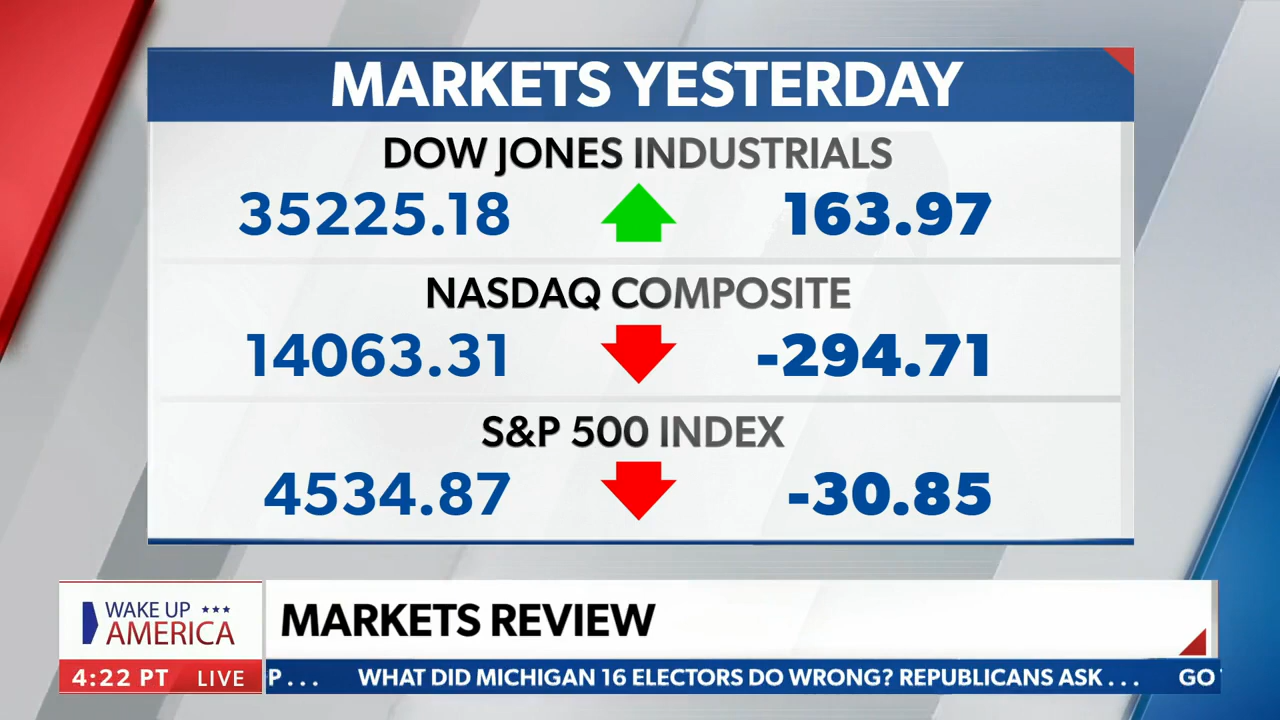 MARKETS YESTERDAY
DOW JONES INDUSTRIALS
35225.18 163.97
NASDAQ COMPOSITE
14063.31 -294.71
S&P 500 INDEX
4534.87 -30.85
WAKE UP
AMERICA
MARKETS REVIEW
4:22 PT LIVE
P... WHAT DID MICHIGAN 16 ELECTORS DO WRONG? REPUBLICANS ASK... GO